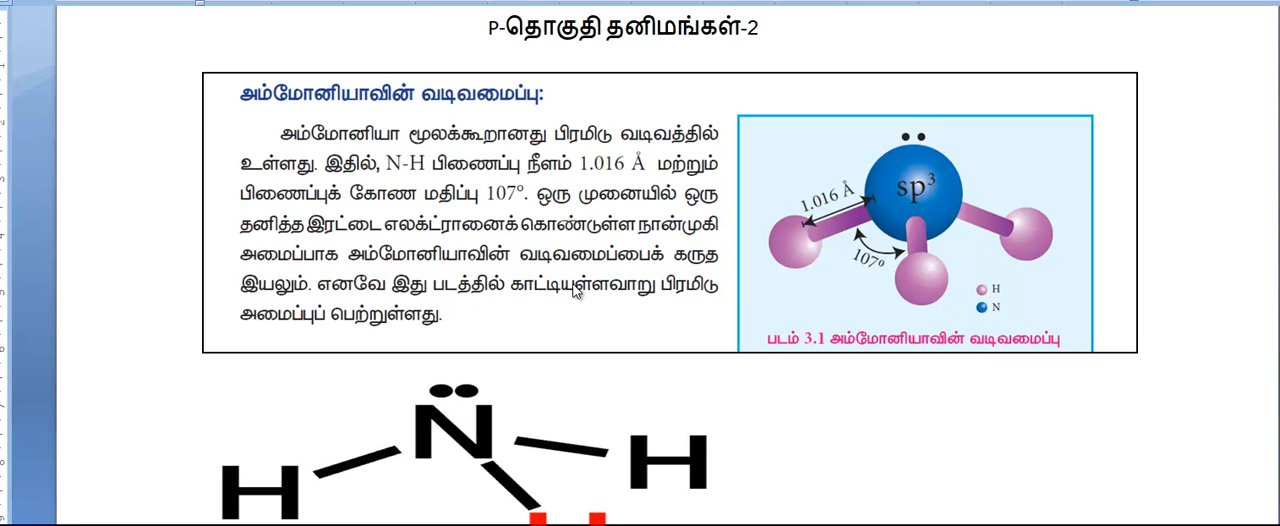 P-தொகுதி தனிமங்கள்-2
அம்மோனியாவின் வடிவமைப்பு:
அம்மோனியா மூலக்கூறானது பிரமிடு வடிவத்தில்
உள்ளது. இதில், N-H பிணைப்பு நீளம் 1.016 Å மற்றும்
பிணைப்புக் கோண மதிப்பு 107º. ஒரு முனையில் ஒரு
தனித்த இரட்டை எலக்ட்ரானைக் கொண்டுள்ள நான்முகி
அமைப்பாக அம்மோனியாவின் வடிவமைப்பைக் கருத
இயலும். எனவே இது படத்தில் காட்டியுள்ளவாறு பிரமிடு
அமைப்புப் பெற்றுள்ளது.
sp³
1.016 Å
107º
H
N
படம் 3.1 அம்மோனியாவின் வடிவமைப்பு
N
H
H